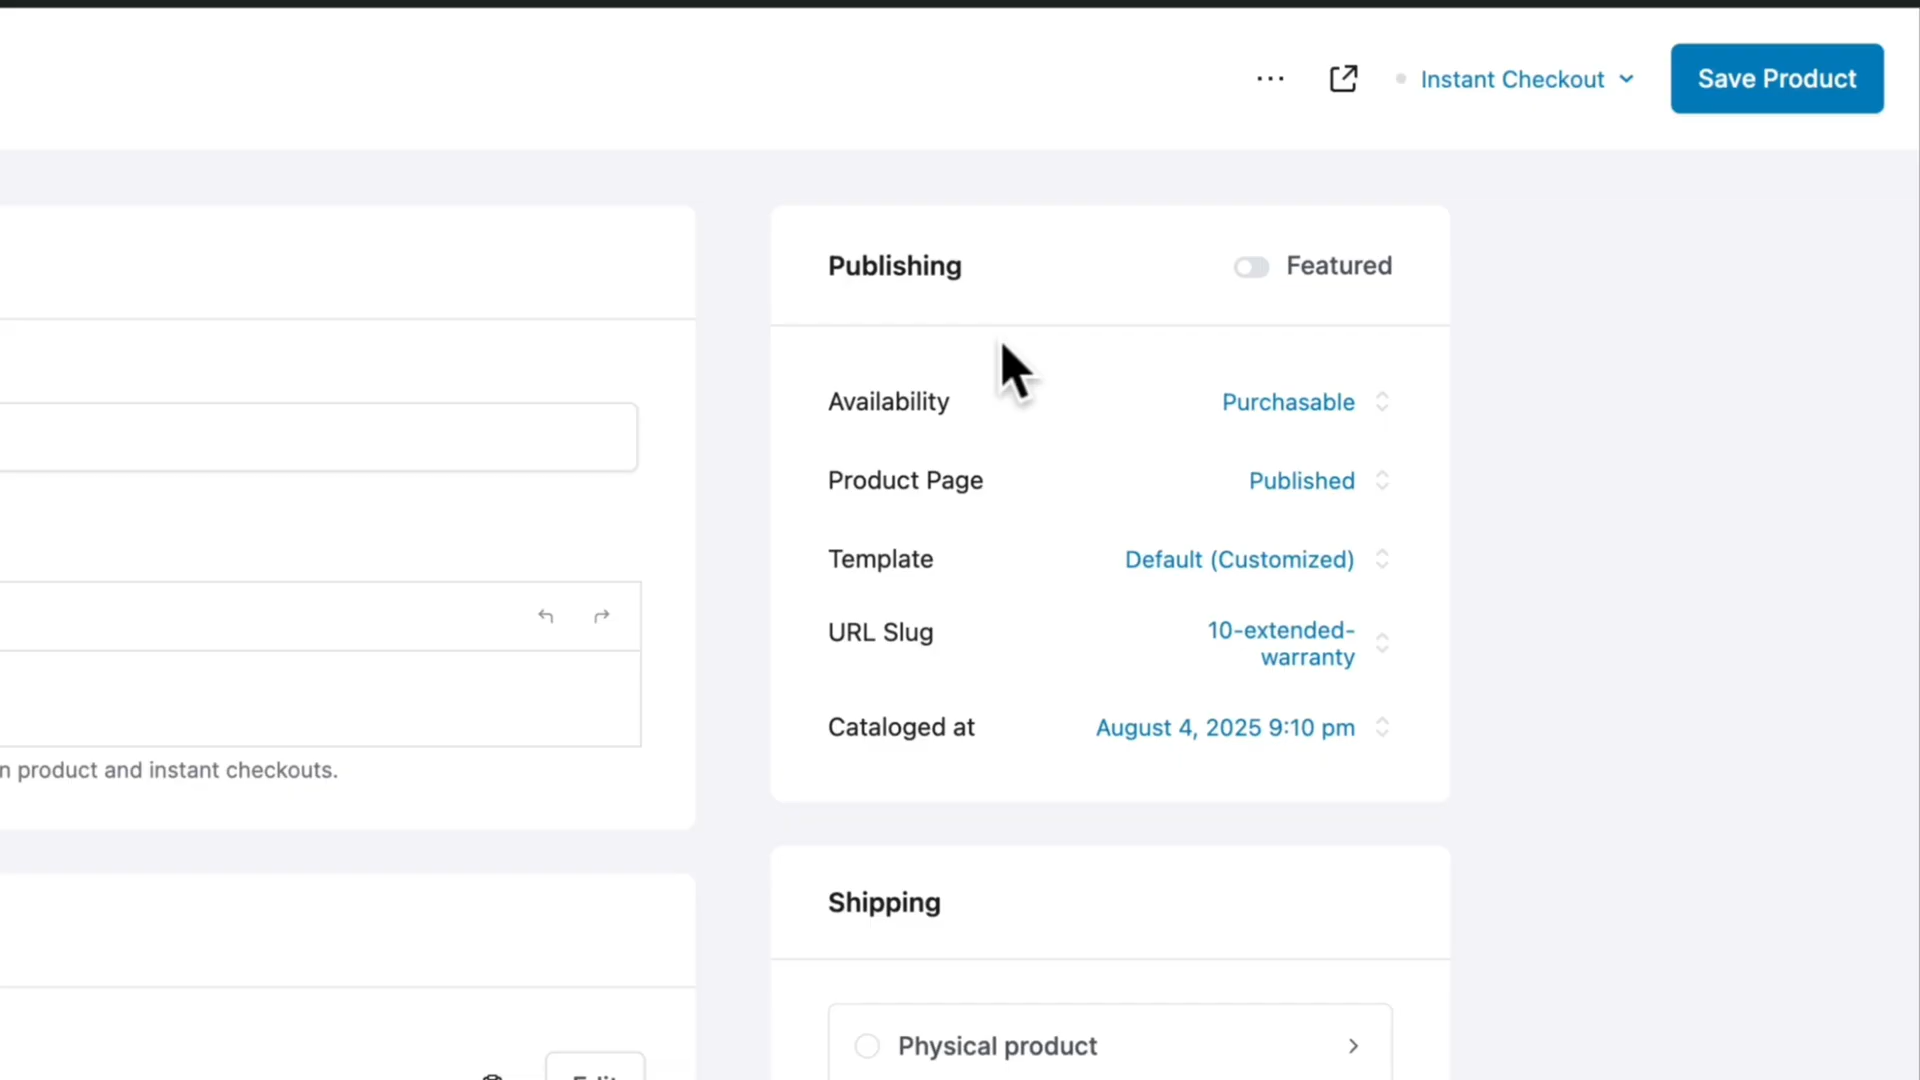 Instant Checkout
Save Product
Publishing
Featured
Availability
Purchasable
Product Page
Published
Template
Default (Customized)
URL Slug
10-extended-
warranty
Cataloged at
August 4, 2025 9:10 pm
n product and instant checkouts.
Shipping
Physical product
Edit